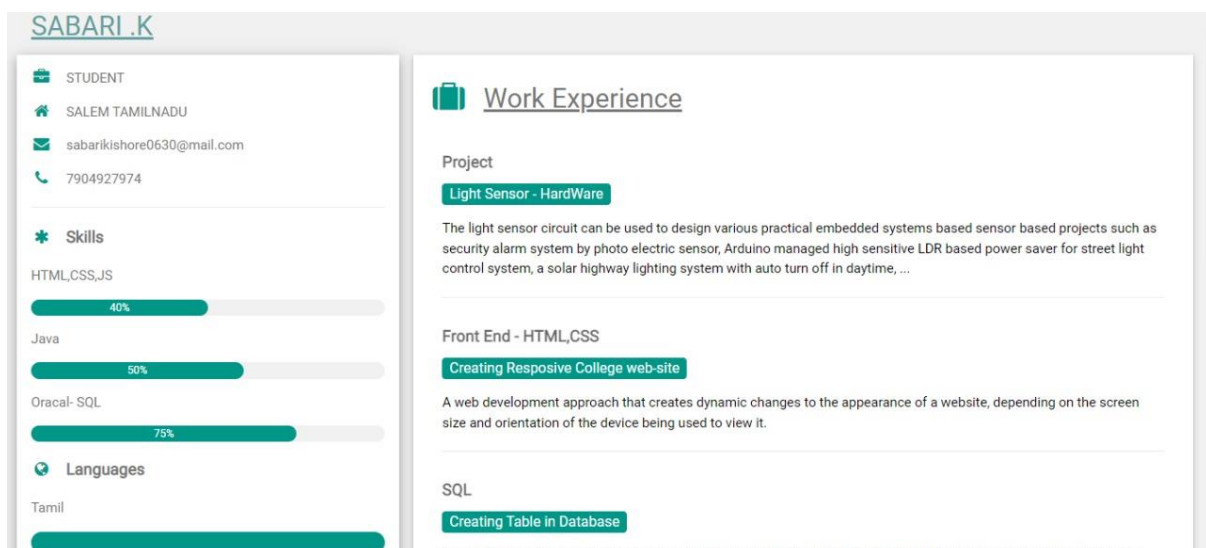 SABARI .K
STUDENT
SALEM TAMILNADU
sabarikishore0630@mail.com
7904927974
Skills
HTML,CSS,JS
40%
Java
50%
Oracal- SQL
75%
Languages
Tamil
Work Experience
Project
Light Sensor - HardWare
The light sensor circuit can be used to design various practical embedded systems based sensor based projects such as
security alarm system by photo electric sensor, Arduino managed high sensitive LDR based power saver for street light
control system, a solar highway lighting system with auto turn off in daytime, ...
Front End - HTML,CSS
Creating Resposive College web-site
A web development approach that creates dynamic changes to the appearance of a website, depending on the screen
size and orientation of the device being used to view it.
SQL
Creating Table in Database